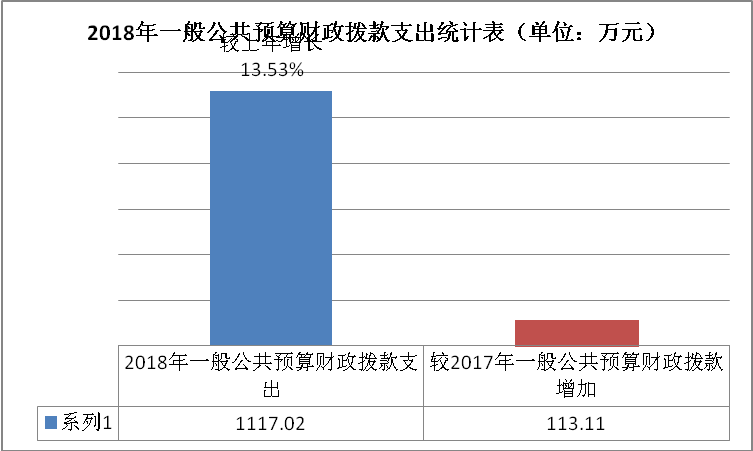 2018年一般公共预算财政拨款支出统计表（单位：万元）
较上年增长
13.53%
2018年一般公共预算财政拨款支
出
较2017年一般公共预算财政拨款
增加
系列1
1117.02
113.11